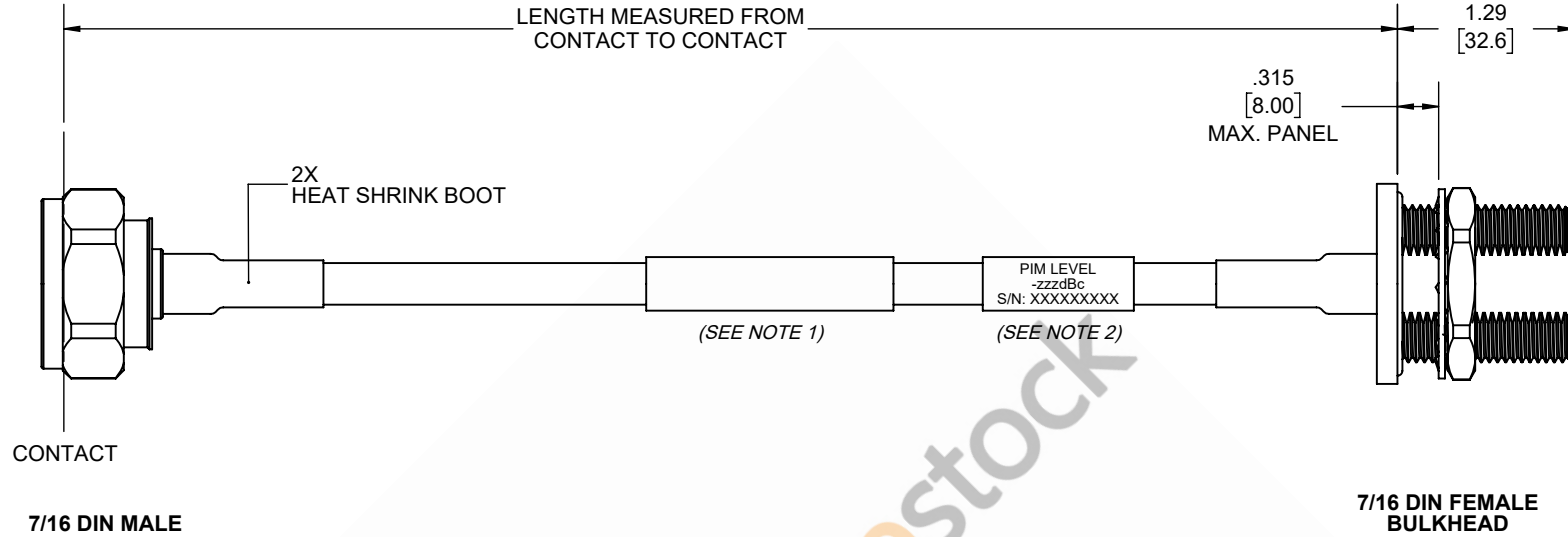 LENGTH MEASURED FROM
CONTACT TO CONTACT
1.29
[32.6]
.315
[8.00]
MAX. PANEL
2X
HEAT SHRINK BOOT
PIM LEVEL
-zzzdBc
S/N: XXXXXXXXX
(SEE NOTE 1)
(SEE NOTE 2)
CONTACT
7/16 DIN MALE
7/16 DIN FEMALE
BULKHEAD
stock